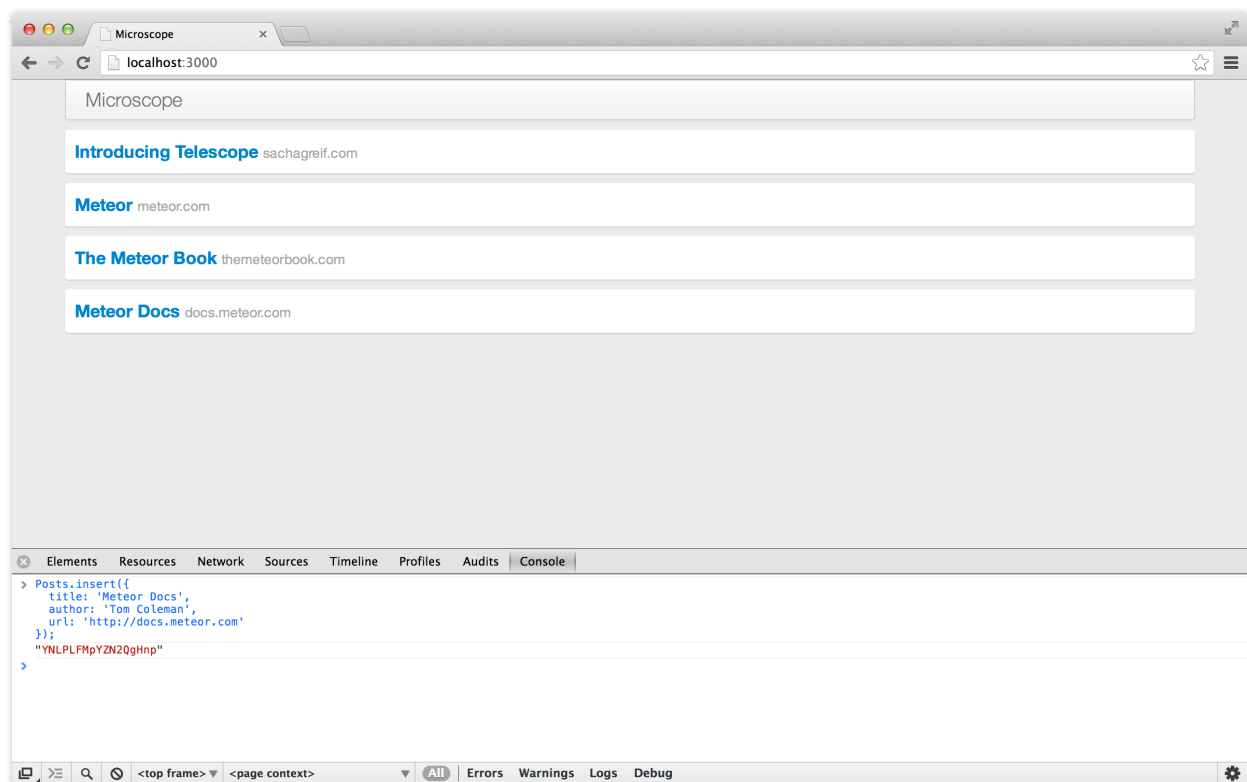 Microscope
localhost:3000
Microscope
Introducing Telescope sachagreif.com
Meteor meteor.com
The Meteor Book themeteorbook.com
Meteor Docs docs.meteor.com
Elements Resources Network Sources Timeline Profiles Audits Console
Posts.insert({
title: 'Meteor Docs',
author: 'Tom Coleman',
url: 'http://docs.meteor.com'
});
"YNLPLFMpYZN2QgHnp"
<top frame> <page context> All Errors Warnings Logs Debug